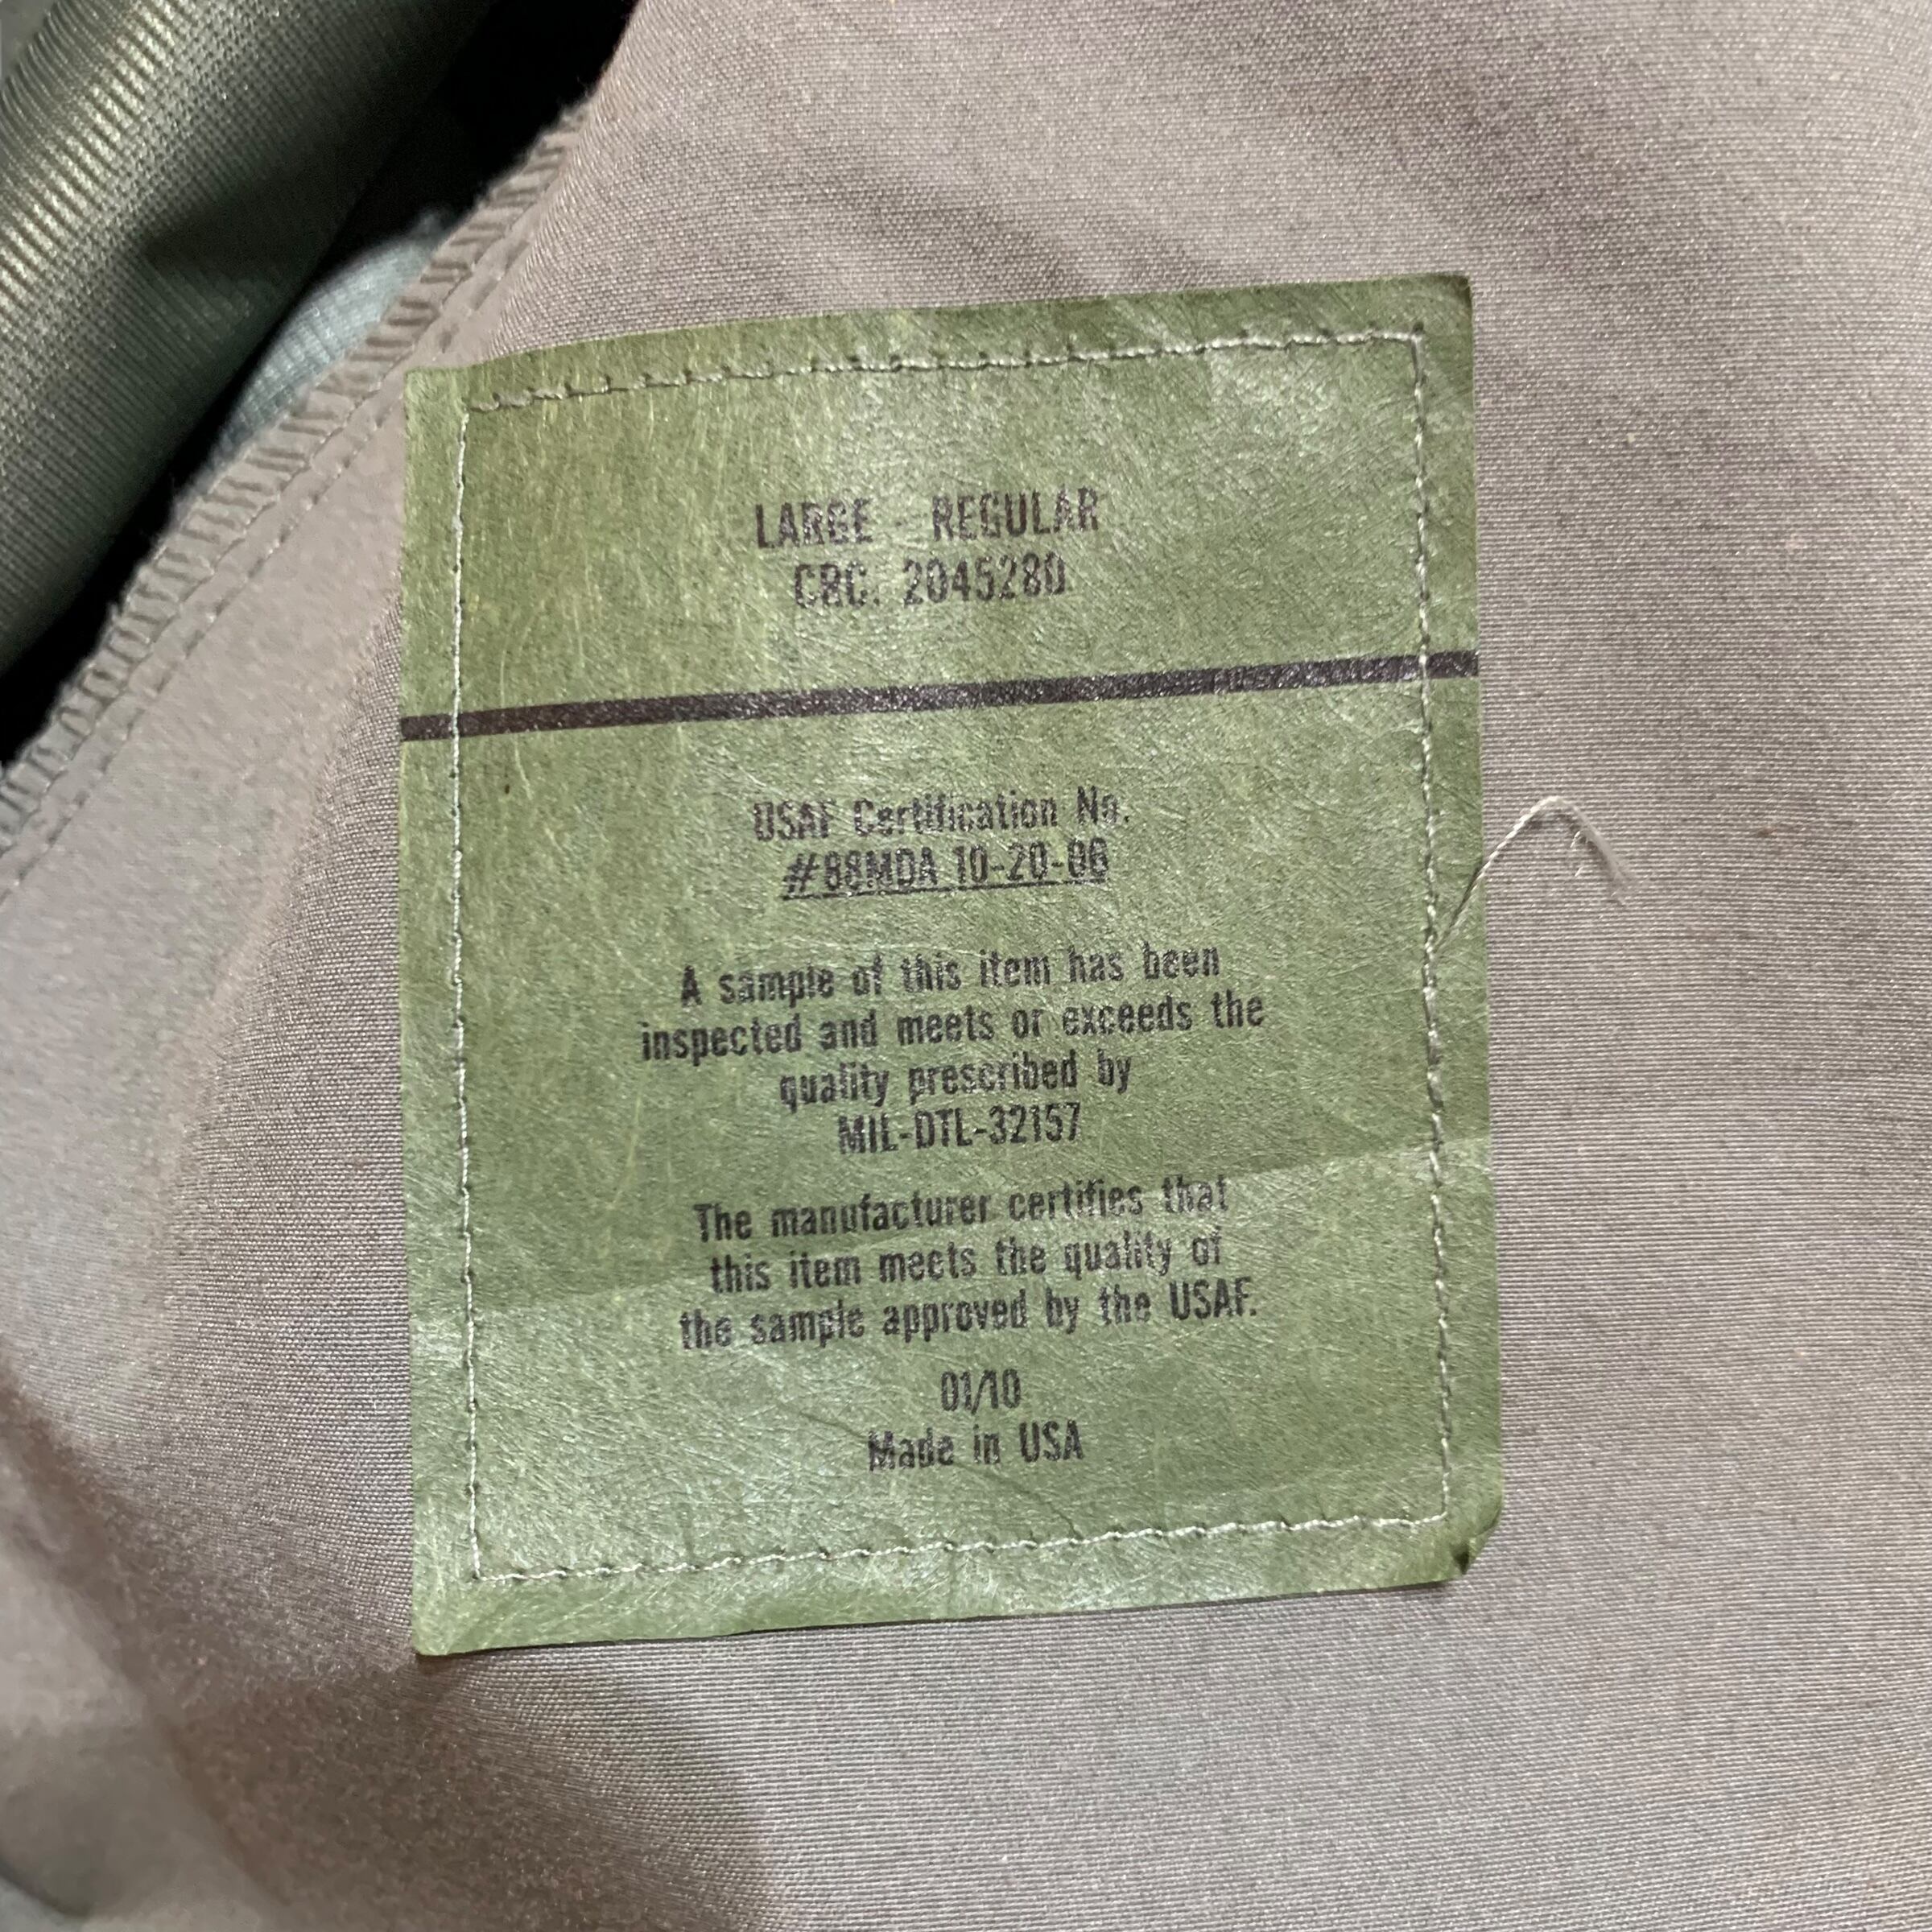 LARGE REGULAR
CRC. 2045280
USAF Certification No.
#88MDA 10-20-06
A sample of this item has been
inspected and meets or exceeds the
quality prescribed by
MIL-DTL-32157
The manufacturer certifies that
this item meets the quality of
the sample approved by the USAF.
01/10
Made in USA